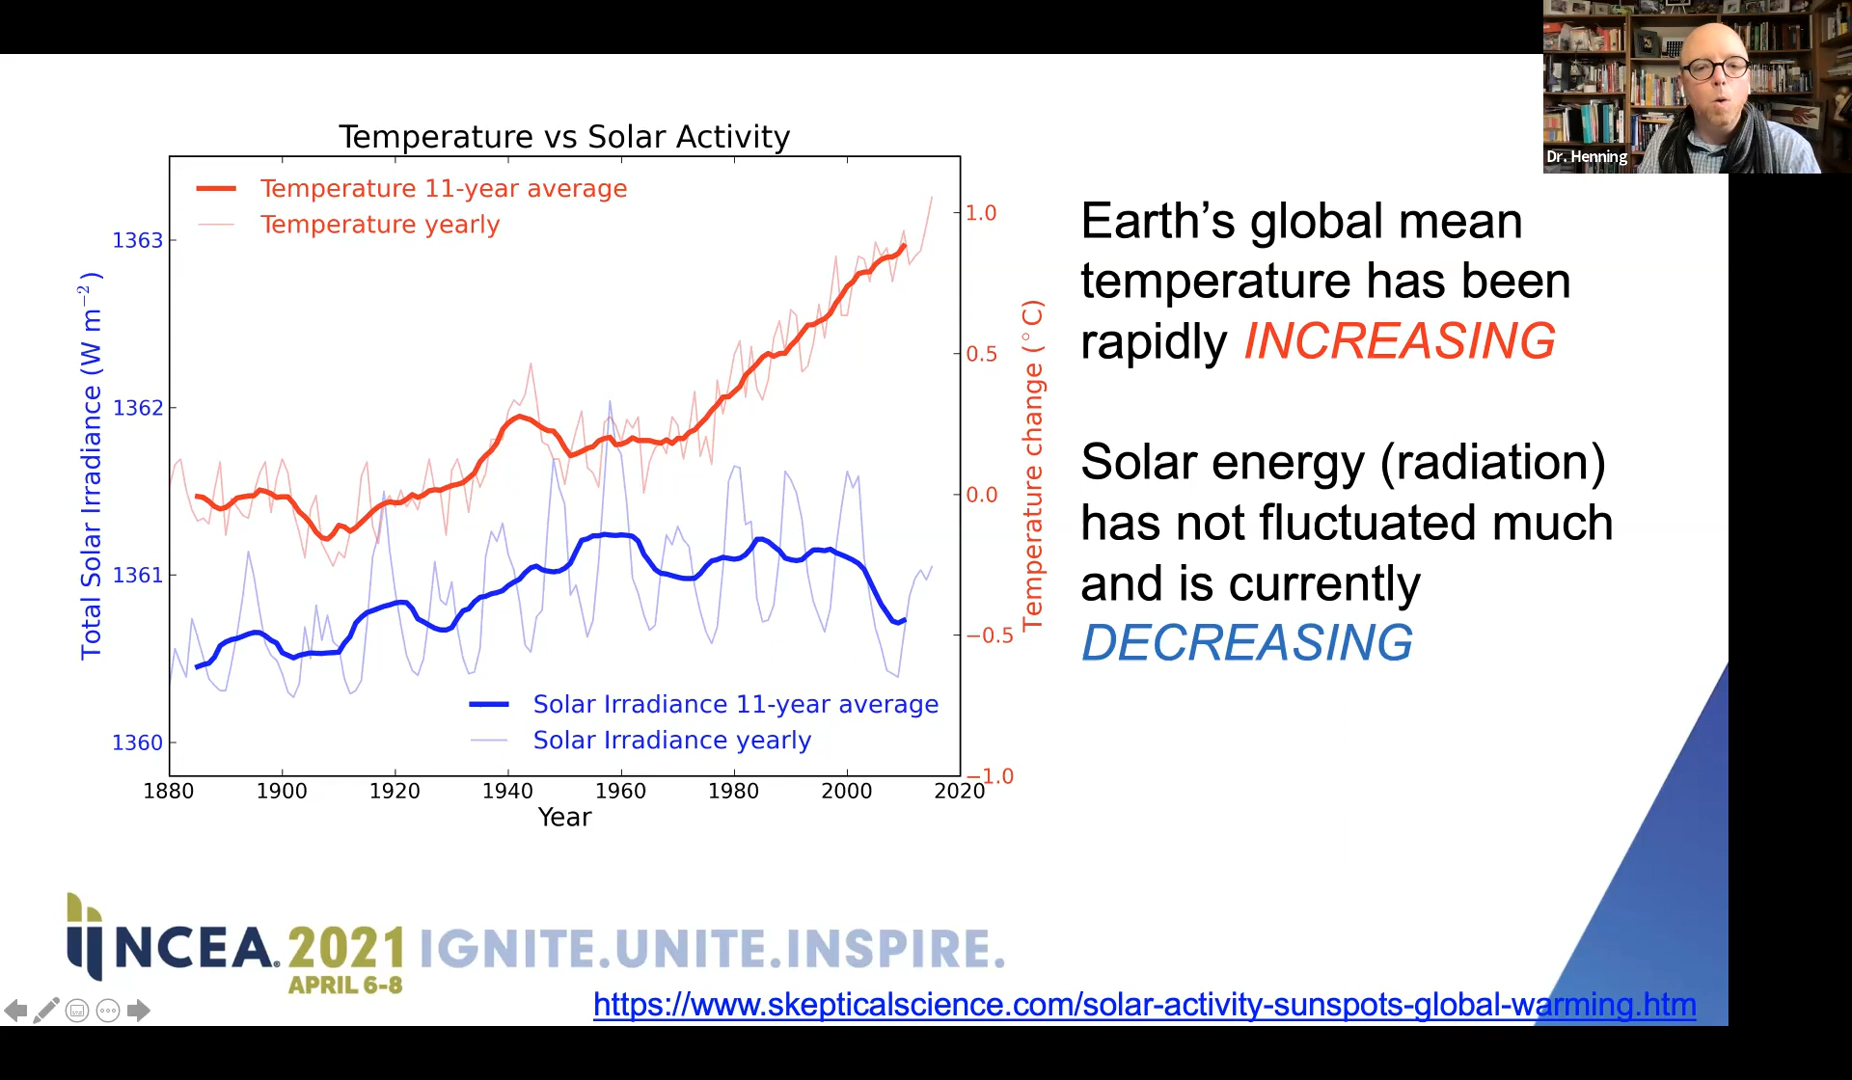 Dr. Henning
Temperature vs Solar Activity
Temperature 11-year average
Temperature yearly
Total Solar Irradiance (W m⁻²)
1363
1362
1361
1360
1.0
0.5
0.0
−0.5
−1.0
Temperature change (°C)
Solar Irradiance 11-year average
Solar Irradiance yearly
1880 1900 1920 1940 1960 1980 2000 2020
Year
Earth's global mean
temperature has been
rapidly INCREASING
Solar energy (radiation)
has not fluctuated much
and is currently
DECREASING
NCEA® 2021 IGNITE.UNITE.INSPIRE.
APRIL 6-8
https://www.skepticalscience.com/solar-activity-sunspots-global-warming.htm